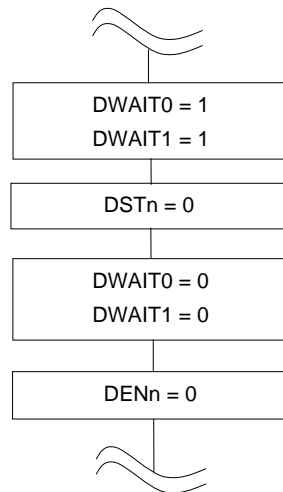 DWAIT0 = 1
DWAIT1 = 1
DSTn = 0
DWAIT0 = 0
DWAIT1 = 0
DENn = 0